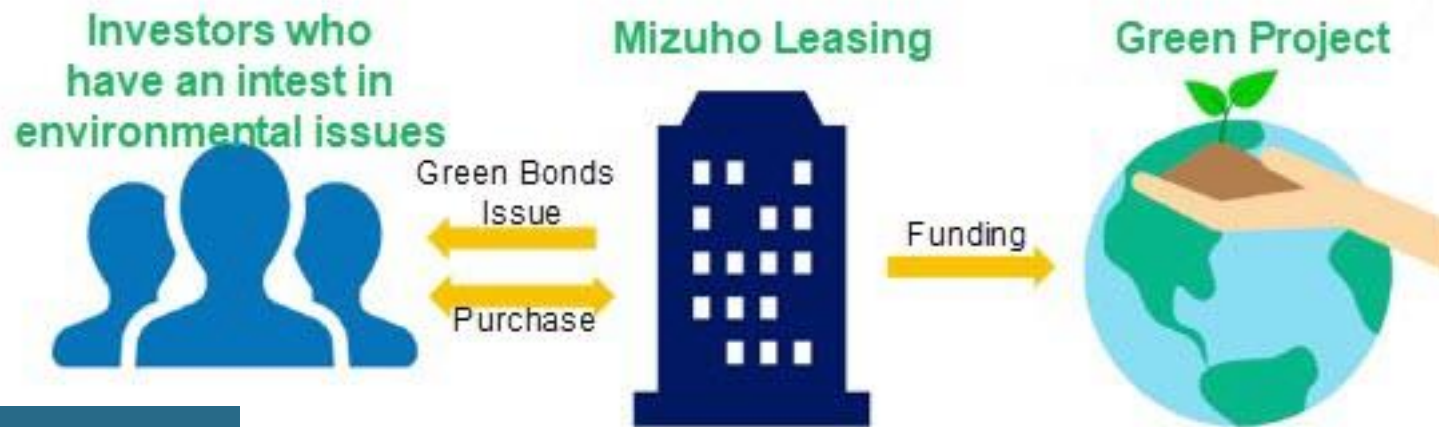 Investors who
have an intest in
environmental issues
Mizuho Leasing
Green Project
Green Bonds
Issue
Purchase
Funding